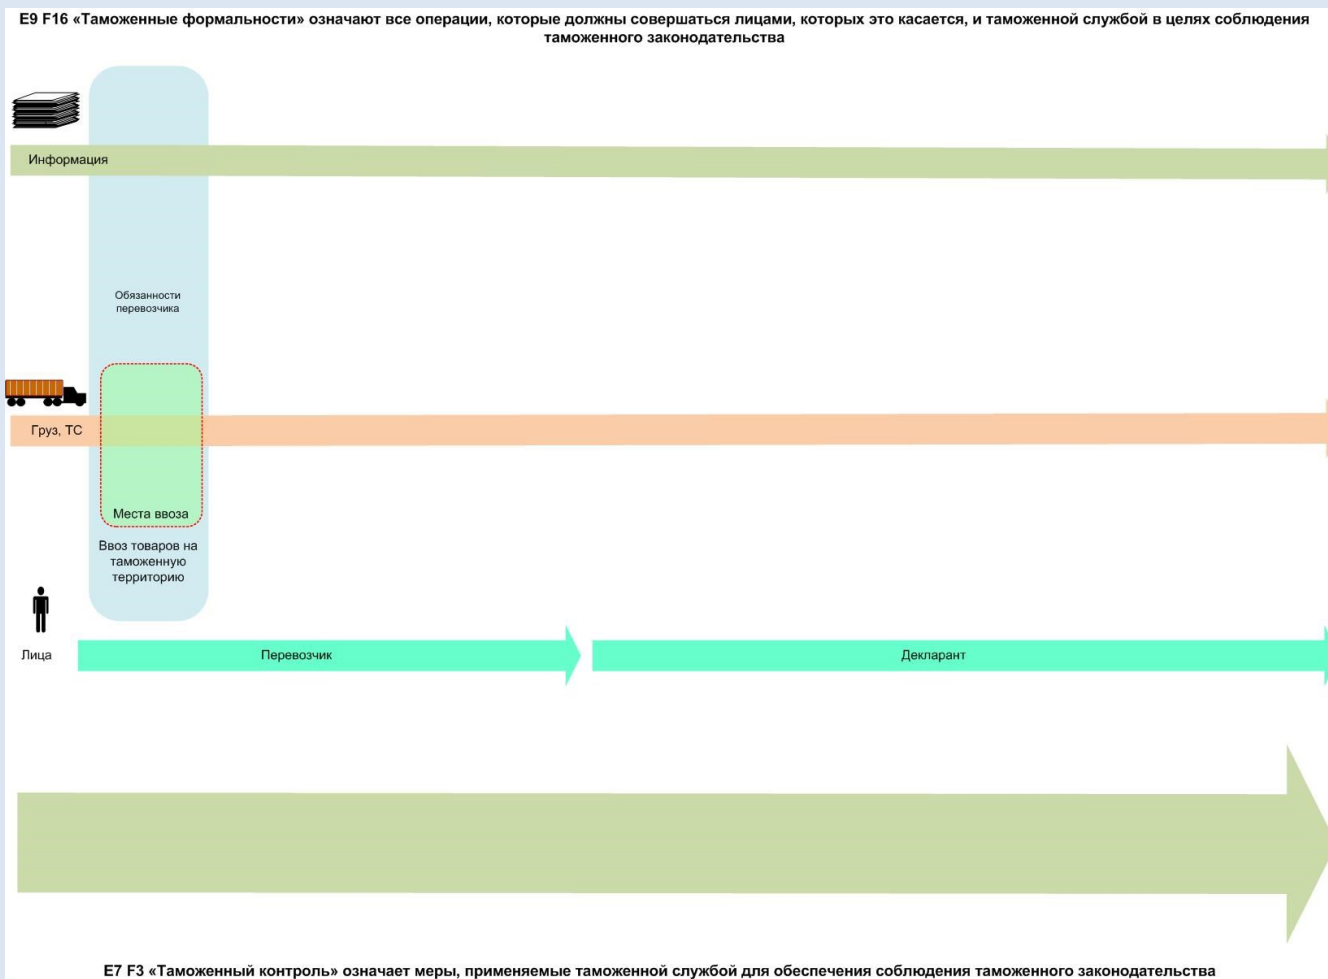 E9 F16 «Таможенные формальности» означают все операции, которые должны совершаться лицами, которых это касается, и таможенной службой в целях соблюдения
таможенного законодательства
Информация
Обязанности
перевозчика
Груз, ТС
Места ввоза
Ввоз товаров на
таможенную
территорию
Лица
Перевозчик
Декларант
E7 F3 «Таможенный контроль» означает меры, применяемые таможенной службой для обеспечения соблюдения таможенного законодательства